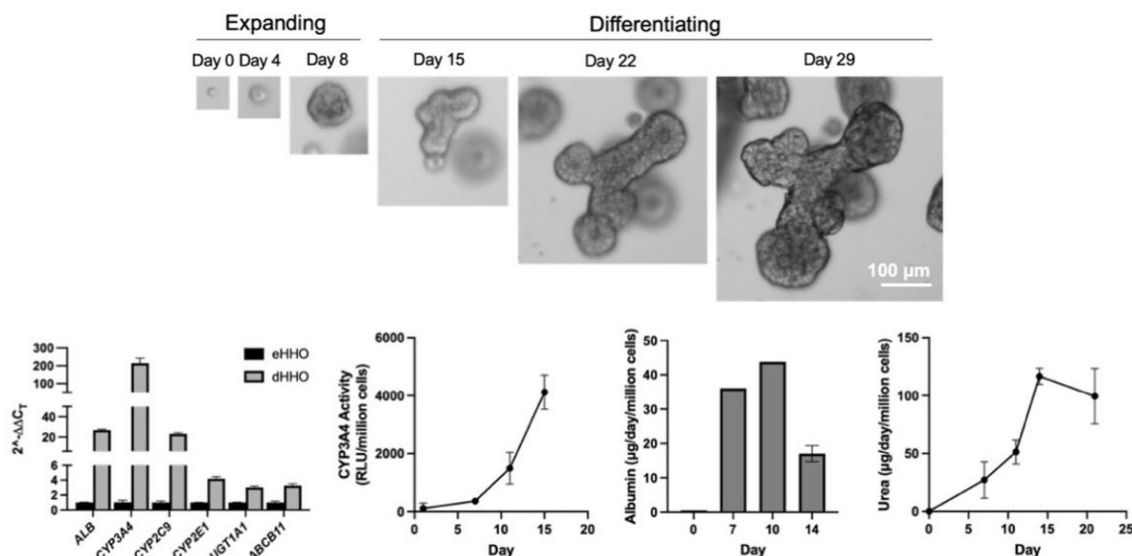 Expanding
Differentiating
Day 0 Day 4 Day 8 Day 15 Day 22 Day 29
100 μm
300
200
100
40
20
6
4
2
0
2^-ΔΔCT
eHHO
dHHO
ALB
CYP3A4
CYP2C9
CYP2E1
UGT1A1
ABCB11
6000
4000
2000
0
CYP3A4 Activity
(RLU/million cells)
0 5 10 15 20
Day
50
40
30
20
10
0
Albumin (μg/day/million cells)
0 7 10 14
Day
150
100
50
0
Urea (μg/day/million cells)
0 5 10 15 20 25
Day